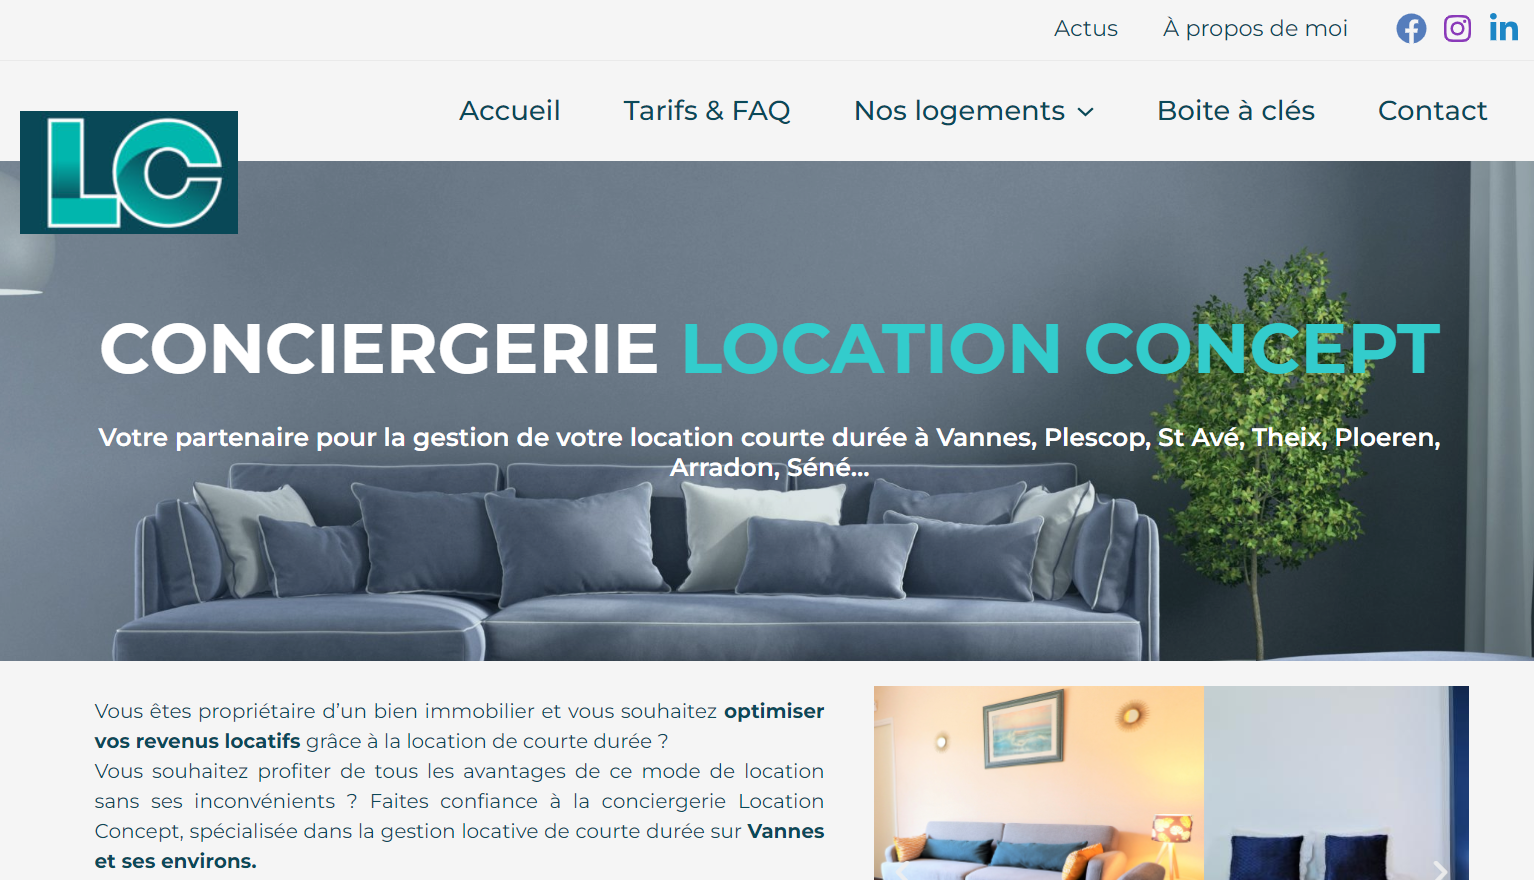 Actus À propos de moi
Accueil Tarifs & FAQ Nos logements Boite à clés Contact
LC
CONCIERGERIE LOCATION CONCEPT
Votre partenaire pour la gestion de votre location courte durée à Vannes, Plescop, St Avé, Theix, Ploeren,
Arradon, Séné...
Vous êtes propriétaire d’un bien immobilier et vous souhaitez optimiser
vos revenus locatifs grâce à la location de courte durée ?
Vous souhaitez profiter de tous les avantages de ce mode de location
sans ses inconvénients ? Faites confiance à la conciergerie Location
Concept, spécialisée dans la gestion locative de courte durée sur Vannes
et ses environs.